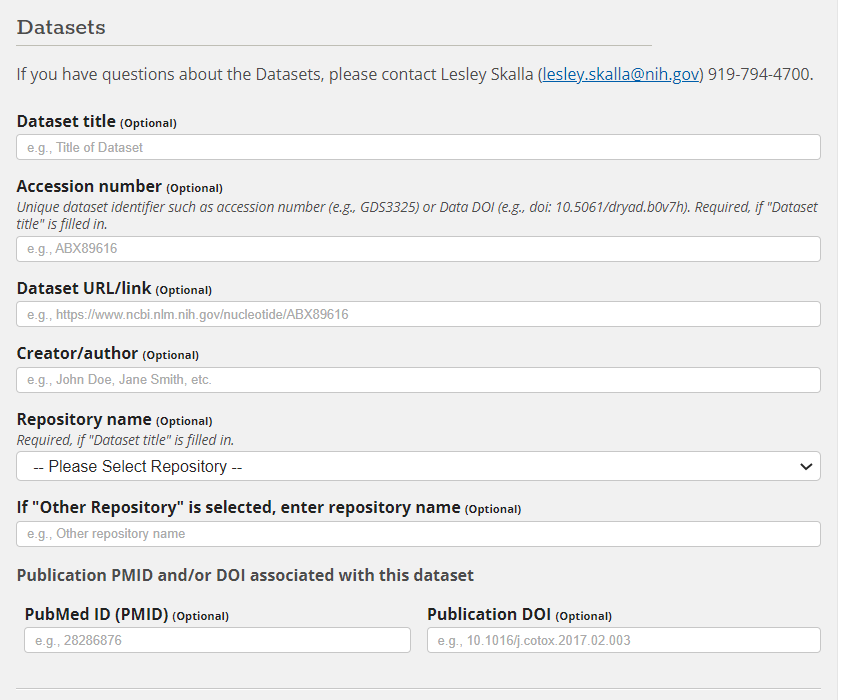 Datasets
If you have questions about the Datasets, please contact Lesley Skalla (lesley.skalla@nih.gov) 919-794-4700.
Dataset title (Optional)
e.g., Title of Dataset
Accession number (Optional)
Unique dataset identifier such as accession number (e.g., GDS3325) or Data DOI (e.g., doi: 10.5061/dryad.b0v7h). Required, if "Dataset
title" is filled in.
e.g., ABX89616
Dataset URL/link (Optional)
e.g., https://www.ncbi.nlm.nih.gov/nucleotide/ABX89616
Creator/author (Optional)
e.g., John Doe, Jane Smith, etc.
Repository name (Optional)
Required, if "Dataset title" is filled in.
-- Please Select Repository --
If "Other Repository" is selected, enter repository name (Optional)
e.g., Other repository name
Publication PMID and/or DOI associated with this dataset
PubMed ID (PMID) (Optional)
e.g., 28286876
Publication DOI (Optional)
e.g., 10.1016/j.cotox.2017.02.003